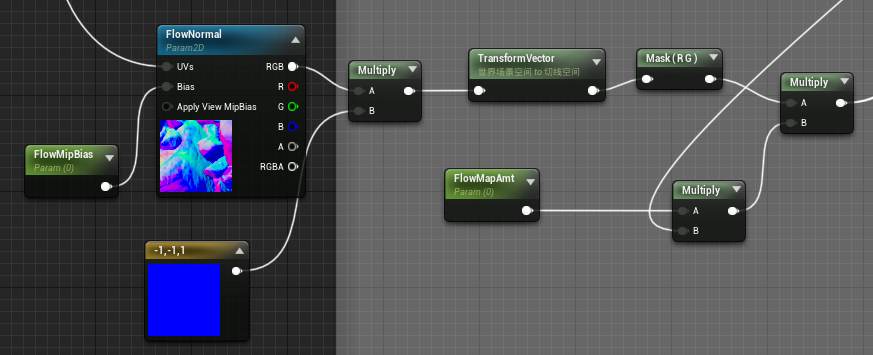 FlowNormal
Param2D
UVs
RGB
Bias
R
Apply View MipBias
G
B
A
RGBA
FlowMipBias
Param (0)
-1,-1,1
Multiply
A
B
TransformVector
世界场景空间 to 切线空间
Mask ( R G )
Multiply
A
B
FlowMapAmt
Param (0)
Multiply
A
B